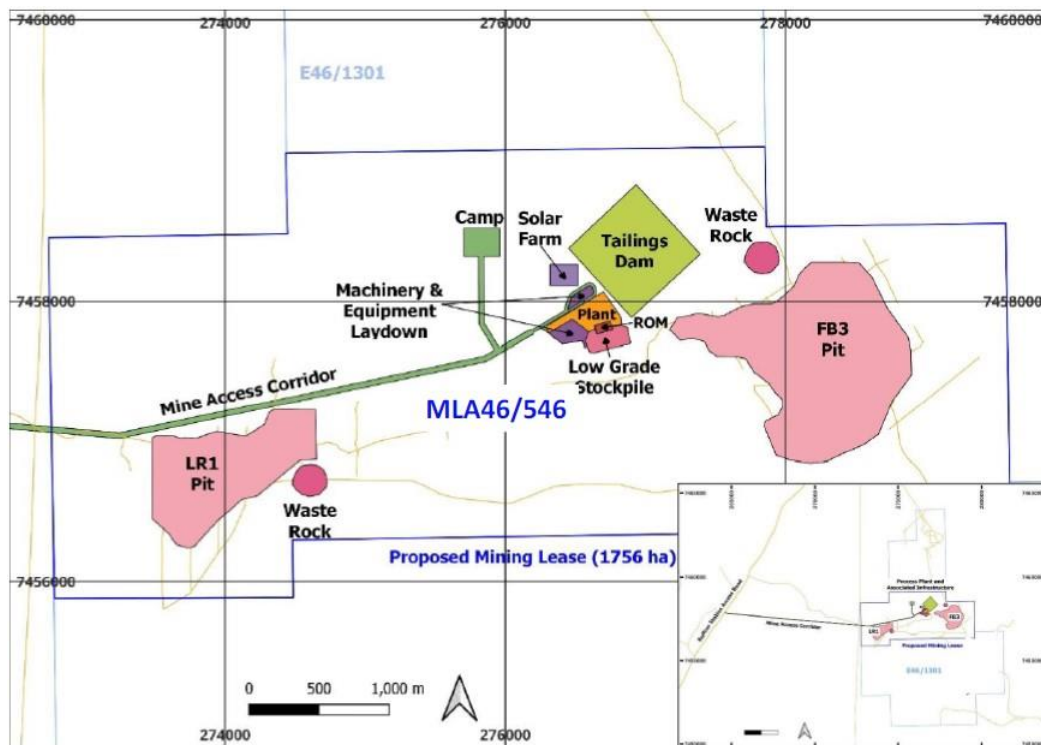 7460000
274000
276000
278000
7460000
E46/1301
Camp
Solar
Farm
Tailings
Dam
Waste
Rock
7458000
7458000
Machinery &
Equipment
Laydown
Plant
ROM
FB3
Pit
Low Grade
Stockpile
Mine Access Corridor
MLA46/546
LR1
Pit
Waste
Rock
Proposed Mining Lease (1756 ha)
7456000
0 500 1,000 m
274000
276000
Process Plant and
Associated Infrastructure
Mine Access Corridor
LR1
FB3
Proposed Mining Lease
E46/1301